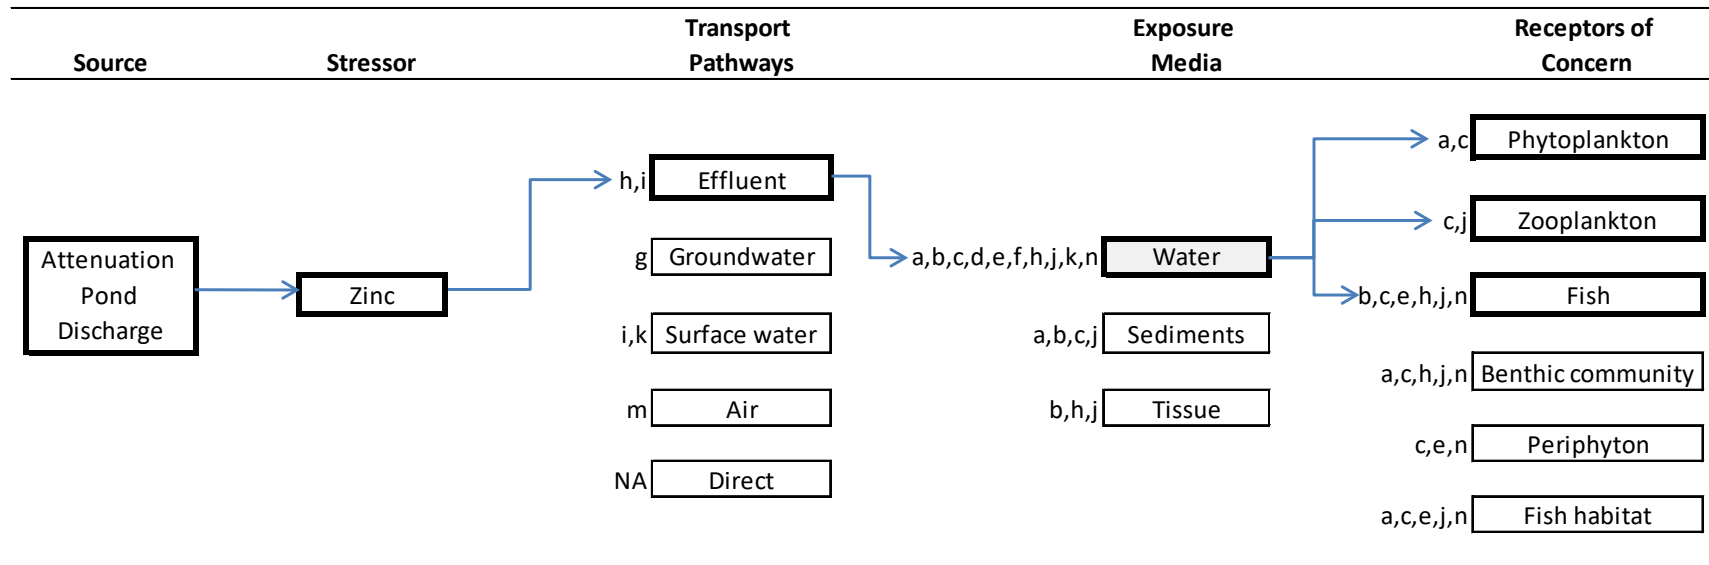 Source
Stressor
Transport
Pathways
Exposure
Media
Receptors of
Concern
Attenuation
Pond
Discharge
Zinc
h,i Effluent
g Groundwater
i,k Surface water
m Air
NA Direct
a,b,c,d,e,f,h,j,k,n Water
a,b,c,j Sediments
b,h,j Tissue
a,c Phytoplankton
c,j Zooplankton
b,c,e,h,j,n Fish
a,c,h,j,n Benthic community
c,e,n Periphyton
a,c,e,j,n Fish habitat